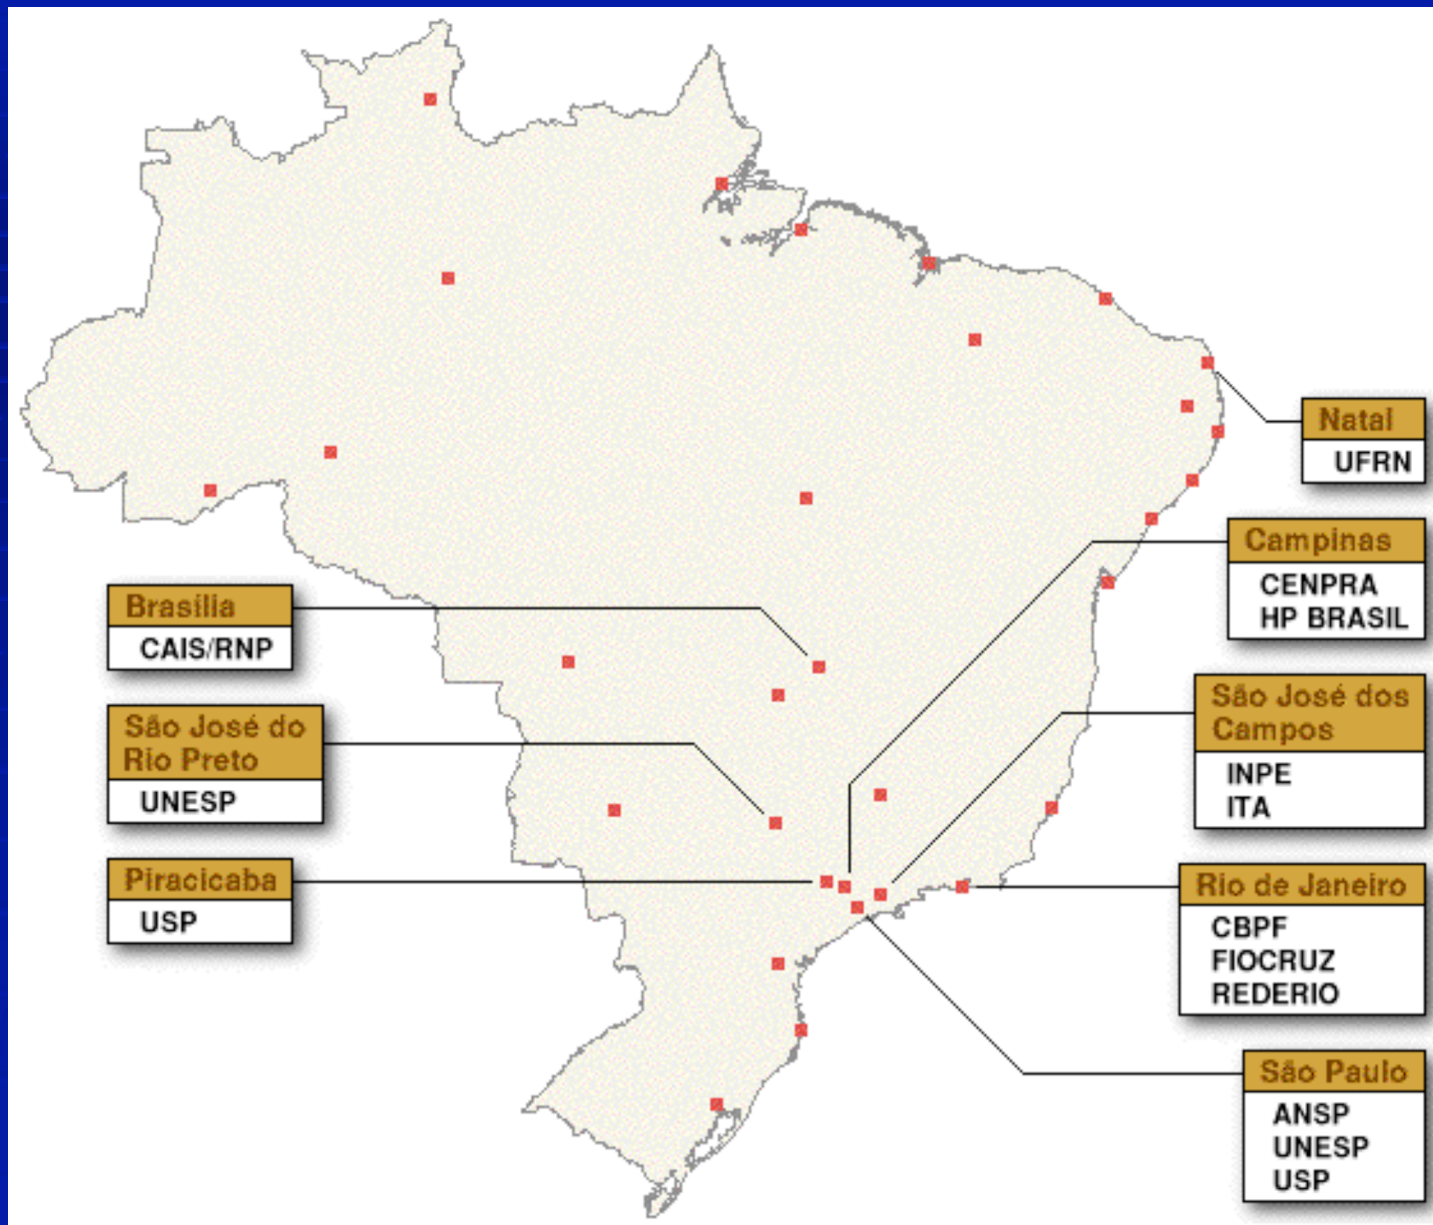 Natal
UFRN
Campinas
CENPRA
HP BRASIL
Brasília
CAIS/RNP
São José dos
Campos
INPE
ITA
São José do
Rio Preto
UNESP
Piracicaba
USP
Rio de Janeiro
CBPF
FIOCRUZ
REDERIO
São Paulo
ANSP
UNESP
USP